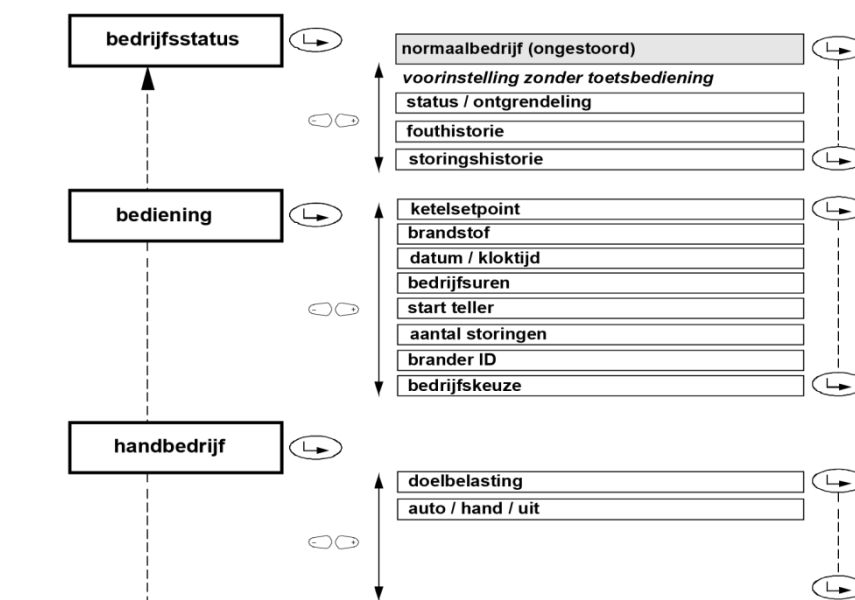 bedrijfsstatus
normaalbedrijf (ongestoord)
voorinstelling zonder toetsbediening
status / ontgrendeling
fouthistorie
storingshistorie
bediening
ketelsetpoint
brandstof
datum / kloktijd
bedrijfsuren
start teller
aantal storingen
brander ID
bedrijfskeuze
handbedrijf
doelbelasting
auto / hand / uit